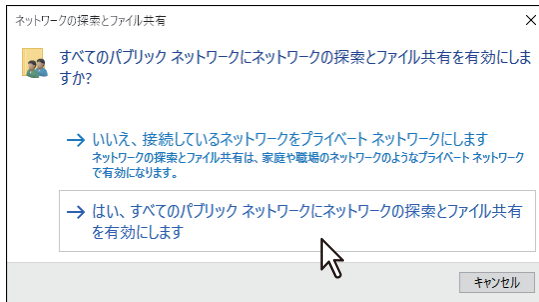 ネットワークの探索とファイル共有
すべてのパブリック ネットワークにネットワークの探索とファイル共有を有効にしま
すか?
いいえ、接続しているネットワークをプライベート ネットワークにします
ネットワークの探索とファイル共有は、家庭や職場のネットワークのようなプライベート ネットワーク
で有効になります。
はい、すべてのパブリック ネットワークにネットワークの探索とファイル共有
を有効にします
キャンセル